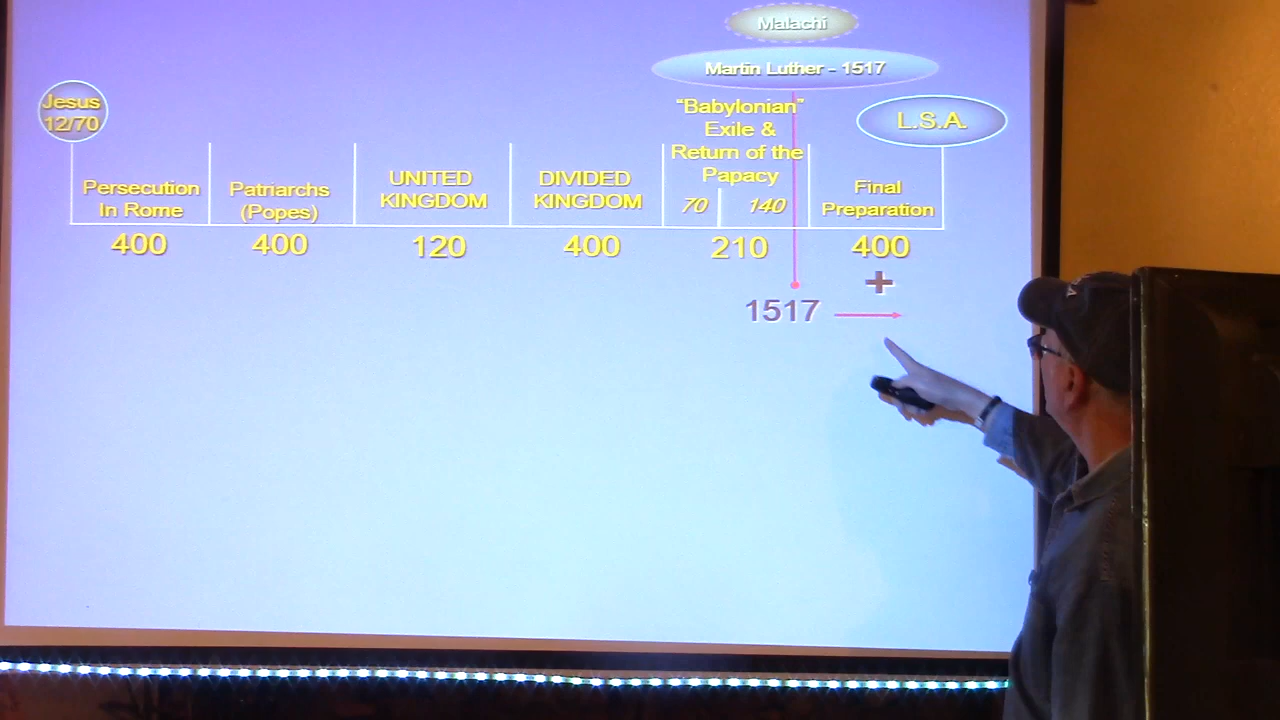 Malachi
Martin Luther - 1517
Jesus
12/70
"Babylonian"
Exile &
Return of the
Papacy
L.S.A.
Persecution
In Rome
Patriarchs
(Popes)
UNITED
KINGDOM
DIVIDED
KINGDOM
70
140
Final
Preparation
400
400
120
400
210
400
+
1517